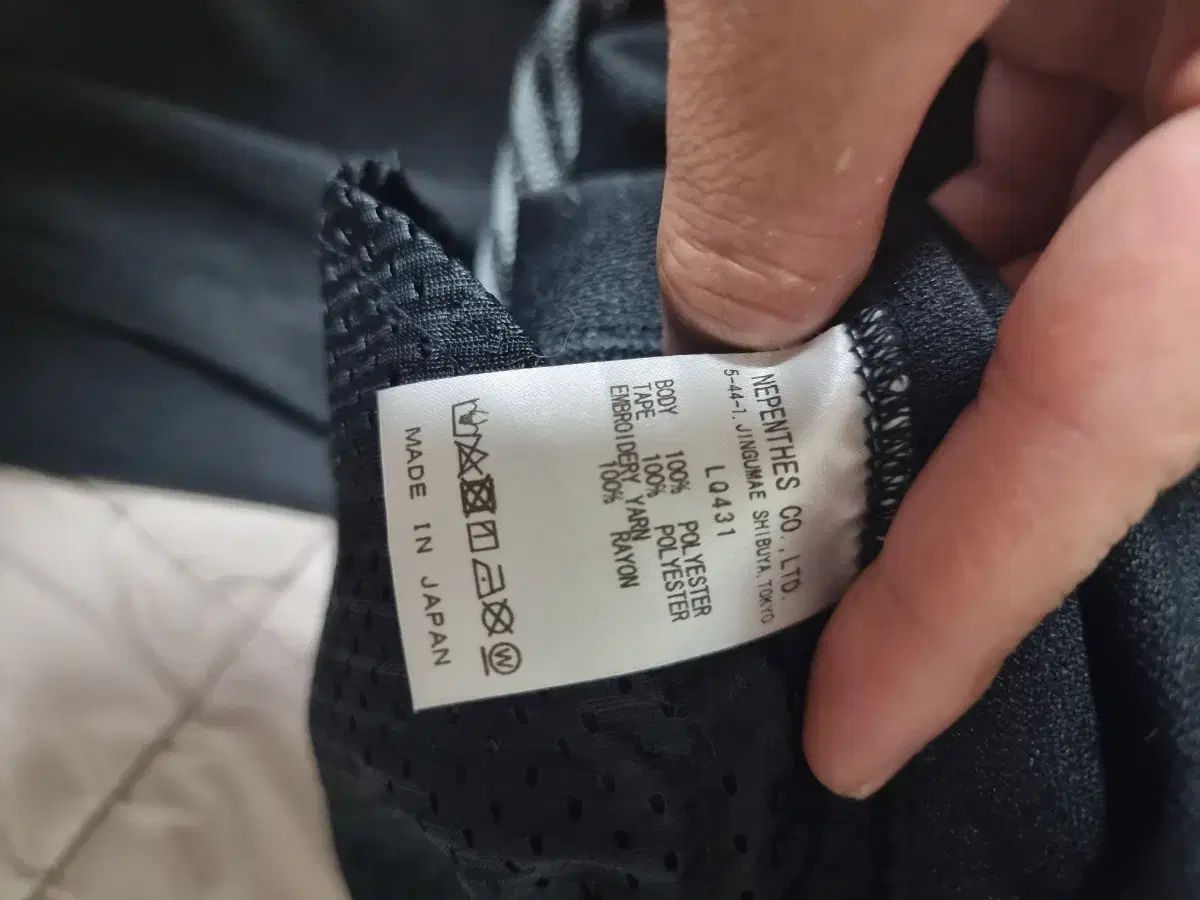 NEPENTHES CO.,LTD.
5-44-1, JINGUMAE SHIBUYA, TOKYO
LQ431
BODY 100% POLYESTER
TAPE 100% POLYESTER
EMBROIDERY YARN
100% RAYON
W
MADE IN JAPAN